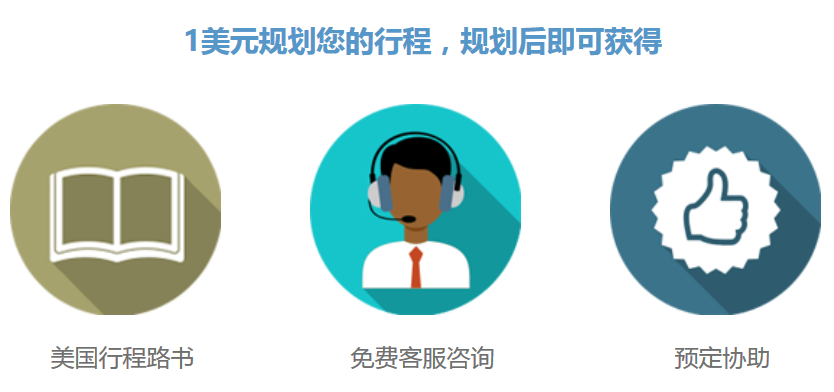 1美元规划您的行程，规划后即可获得
美国行程路书
免费客服咨询
预定协助